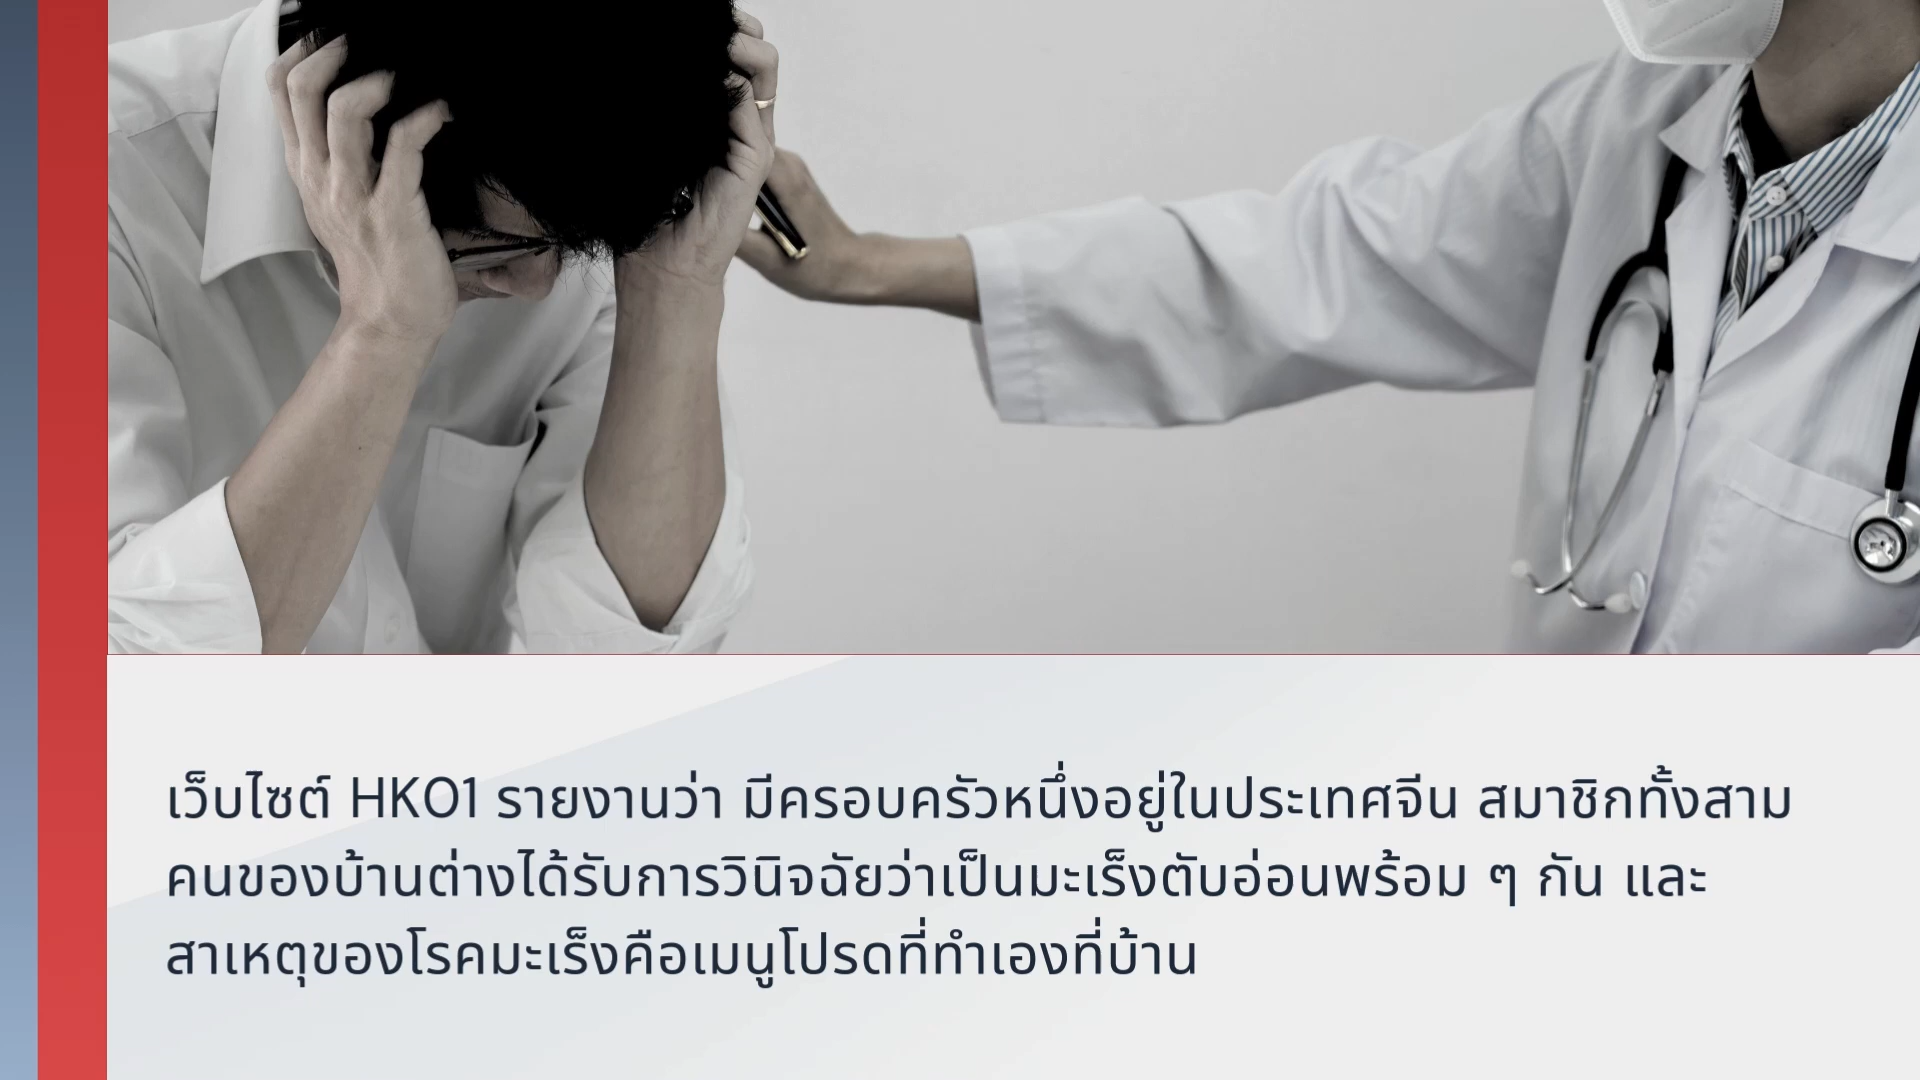 เว็บไซต์ HK01 รายงานว่า มีครอบครัวหนึ่งอยู่ในประเทศจีน สมาชิกทั้งสาม
คนของบ้านต่างได้รับการวินิจฉัยว่าเป็นมะเร็งตับอ่อนพร้อม ๆ กัน และ
สาเหตุของโรคมะเร็งคือเมนูโปรดที่ทำเองที่บ้าน